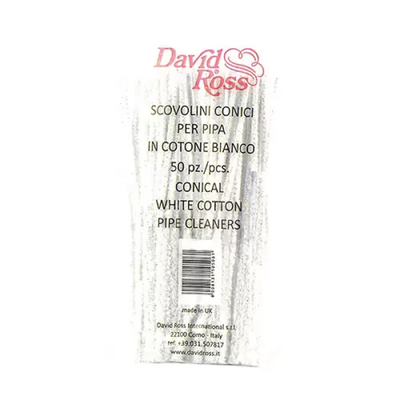 David
Ross
SCOVOLINI CONICI
PER PIPA
IN COTONE BIANCO
50 pz./pcs.
CONICAL
WHITE COTTON
PIPE CLEANERS
made in UK
David Ross International s.r.l.
22100 Como - Italy
ref. +39.031.507817
www.davidross.it